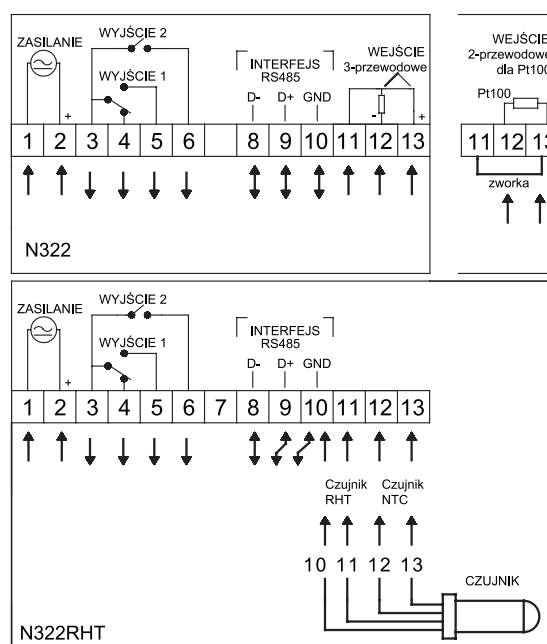 ZASILANIE
WYJŚCIE 2
WYJŚCIE 1
INTERFEJS
RS485
D- D+ GND
WEJŚCIE
3-przewodowe
- +
+
1 2 3 4 5 6 8 9 10 11 12 13
N322
WEJŚCIE
2-przewodowe
dla Pt100
Pt100
11 12
zworka
ZASILANIE
WYJŚCIE 2
WYJŚCIE 1
INTERFEJS
RS485
D- D+ GND
+
1 2 3 4 5 6 7 8 9 10 11 12 13
Czujnik
RHT
Czujnik
NTC
10 11 12 13
CZUJNIK
N322RHT